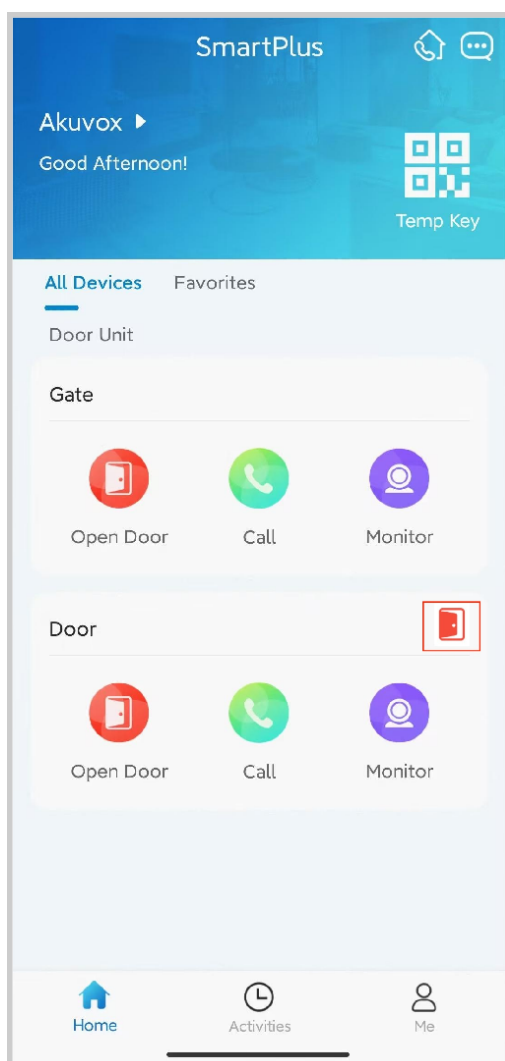 SmartPlus
Akuvox
Good Afternoon!
Temp Key
All Devices Favorites
Door Unit
Gate
Open Door Call Monitor
Door
Open Door Call Monitor
Home Activities Me